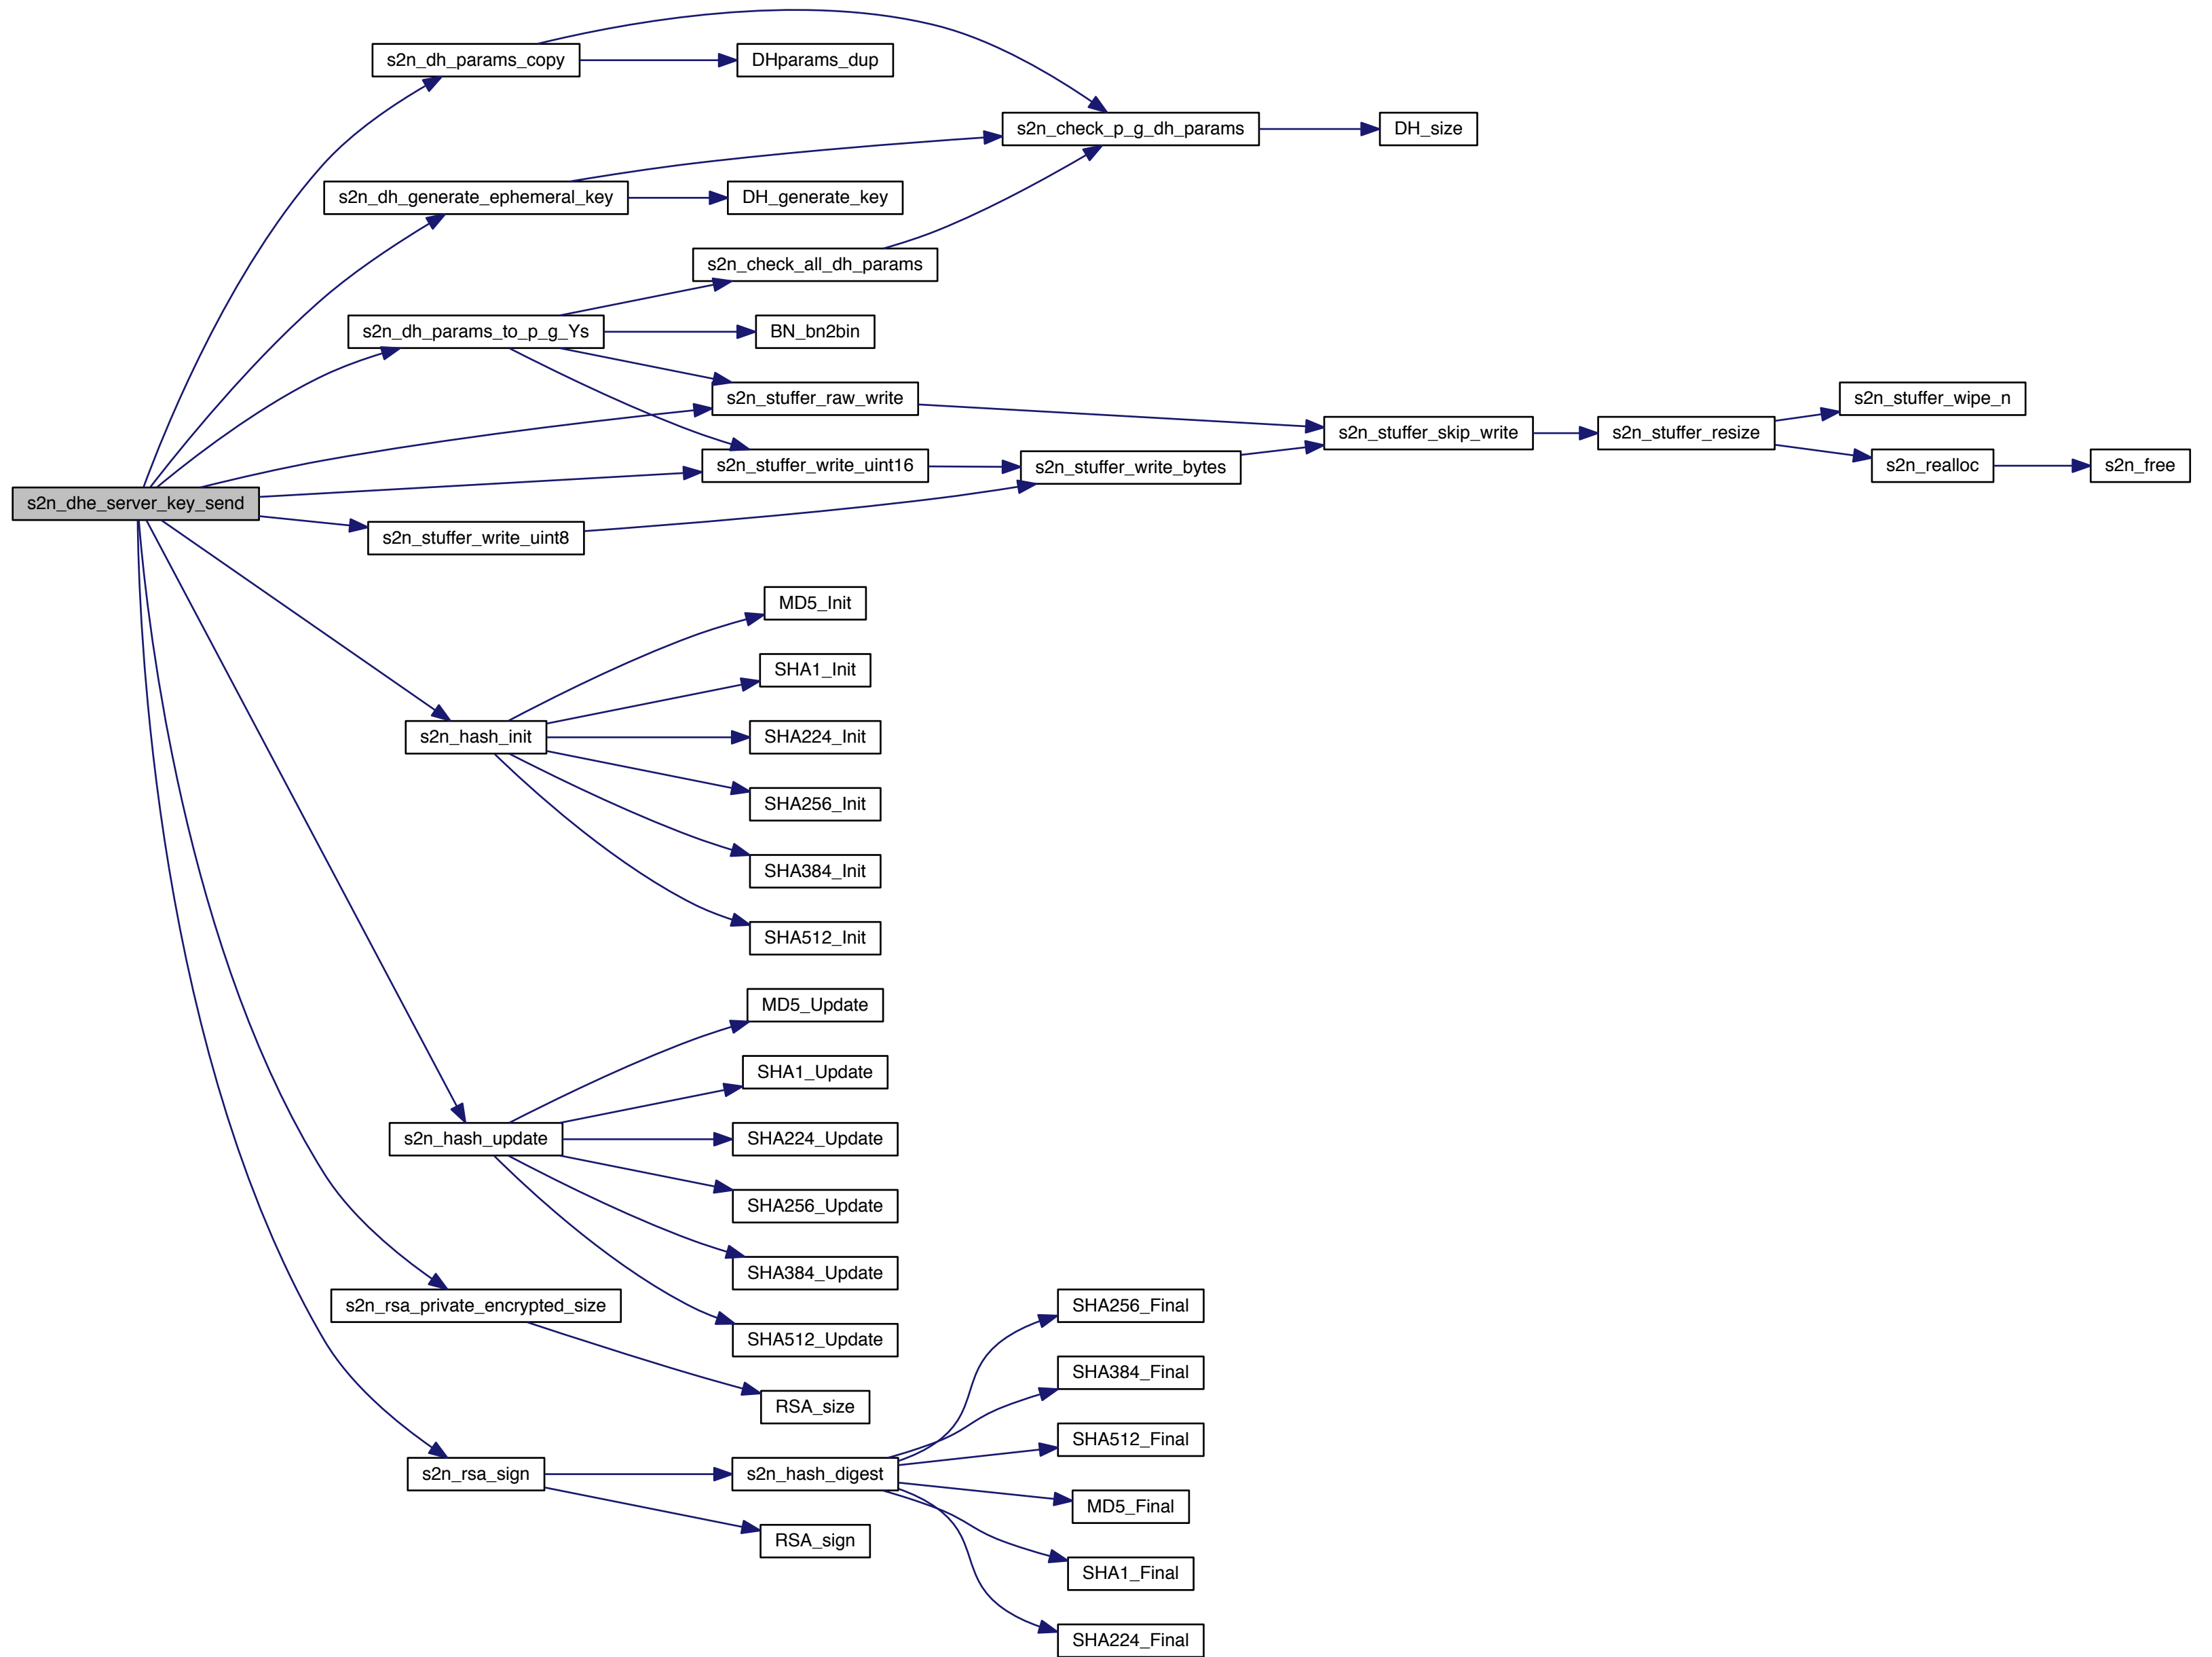 s2n_dh_params_copy
DHparams_dup
s2n_check_p_g_dh_params
DH_size
s2n_dh_generate_ephemeral_key
DH_generate_key
s2n_check_all_dh_params
s2n_dh_params_to_p_g_Ys
BN_bn2bin
s2n_stuffer_raw_write
s2n_stuffer_wipe_n
s2n_stuffer_skip_write
s2n_stuffer_resize
s2n_stuffer_write_uint16
s2n_stuffer_write_bytes
s2n_realloc
s2n_free
s2n_dhe_server_key_send
s2n_stuffer_write_uint8
MD5_Init
SHA1_Init
s2n_hash_init
SHA224_Init
SHA256_Init
SHA384_Init
SHA512_Init
MD5_Update
SHA1_Update
s2n_hash_update
SHA224_Update
SHA256_Update
SHA384_Update
s2n_rsa_private_encrypted_size
SHA256_Final
SHA512_Update
SHA384_Final
RSA_size
SHA512_Final
s2n_rsa_sign
s2n_hash_digest
MD5_Final
RSA_sign
SHA1_Final
SHA224_Final